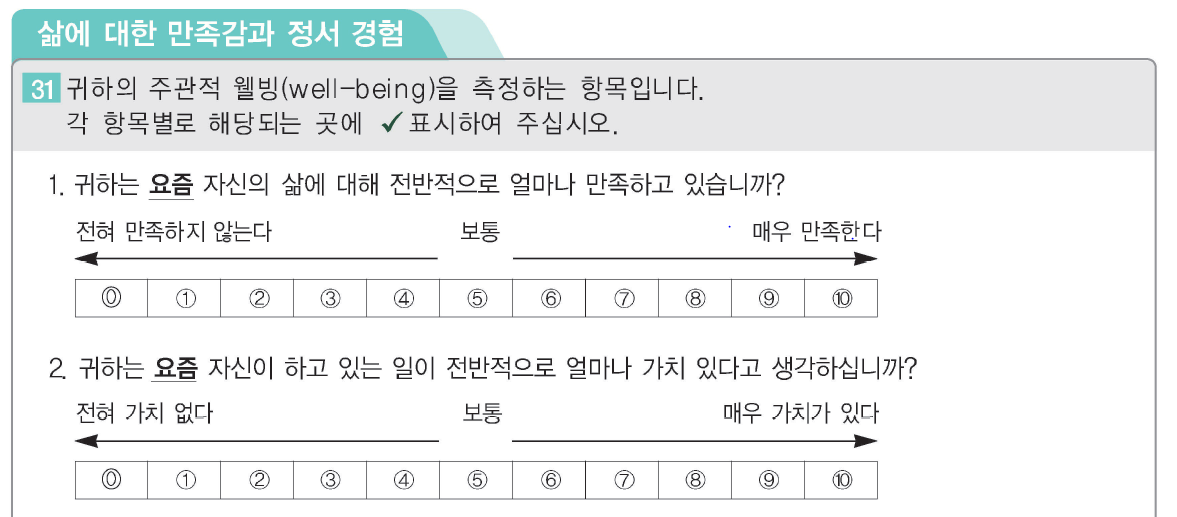 삶에 대한 만족감과 정서 경험
31 귀하의 주관적 웰빙(well-being)을 측정하는 항목입니다.
각 항목별로 해당되는 곳에 ✓표시하여 주십시오.
1. 귀하는 요즘 자신의 삶에 대해 전반적으로 얼마나 만족하고 있습니까?
전혀 만족하지 않는다 보통 매우 만족한다
⓪ ① ② ③ ④ ⑤ ⑥ ⑦ ⑧ ⑨ ⑩
2. 귀하는 요즘 자신이 하고 있는 일이 전반적으로 얼마나 가치 있다고 생각하십니까?
전혀 가치 없다 보통 매우 가치가 있다
⓪ ① ② ③ ④ ⑤ ⑥ ⑦ ⑧ ⑨ ⑩